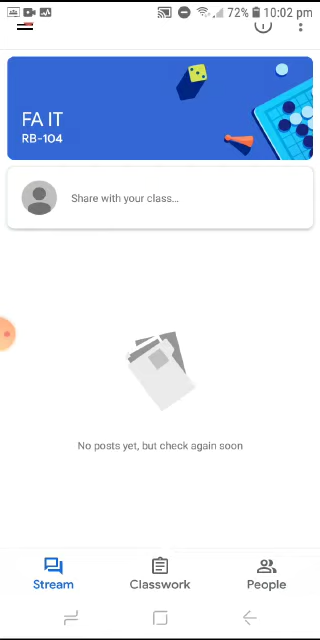 72% 10:02 pm
FA IT
RB-104
Share with your class...
No posts yet, but check again soon
Stream Classwork People